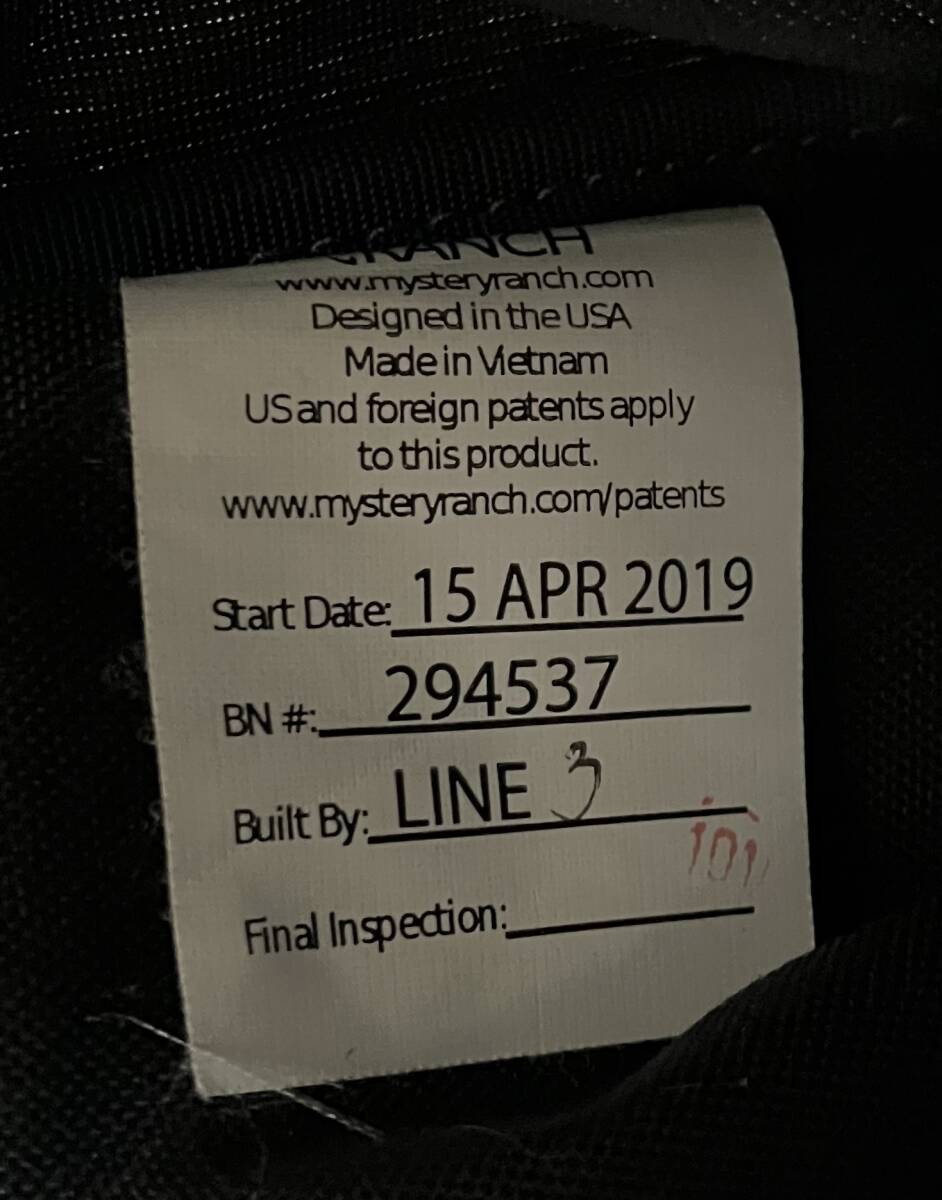 RANCH
www.mysteryranch.com
Designed in the USA
Made in Vietnam
US and foreign patents apply
to this product.
www.mysteryranch.com/patents
Start Date: 15 APR 2019
BN #: 294537
Built By: LINE 3
Final Inspection: